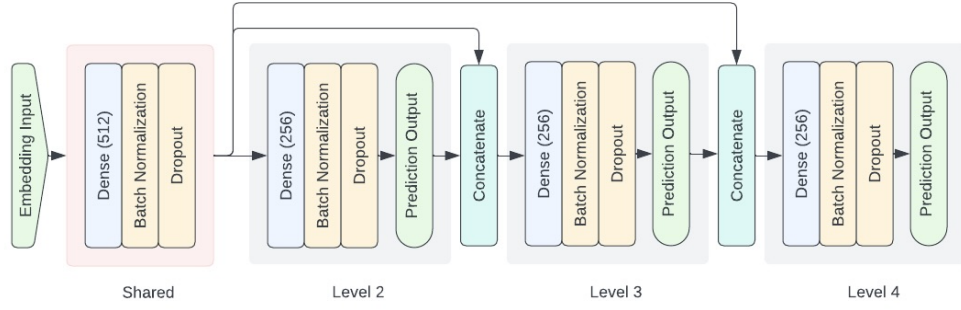 Embedding Input
Dense (512)
Batch Normalization
Dropout
Dense (256)
Batch Normalization
Dropout
Prediction Output
Concatenate
Dense (256)
Batch Normalization
Dropout
Prediction Output
Concatenate
Dense (256)
Batch Normalization
Dropout
Prediction Output
Shared
Level 2
Level 3
Level 4